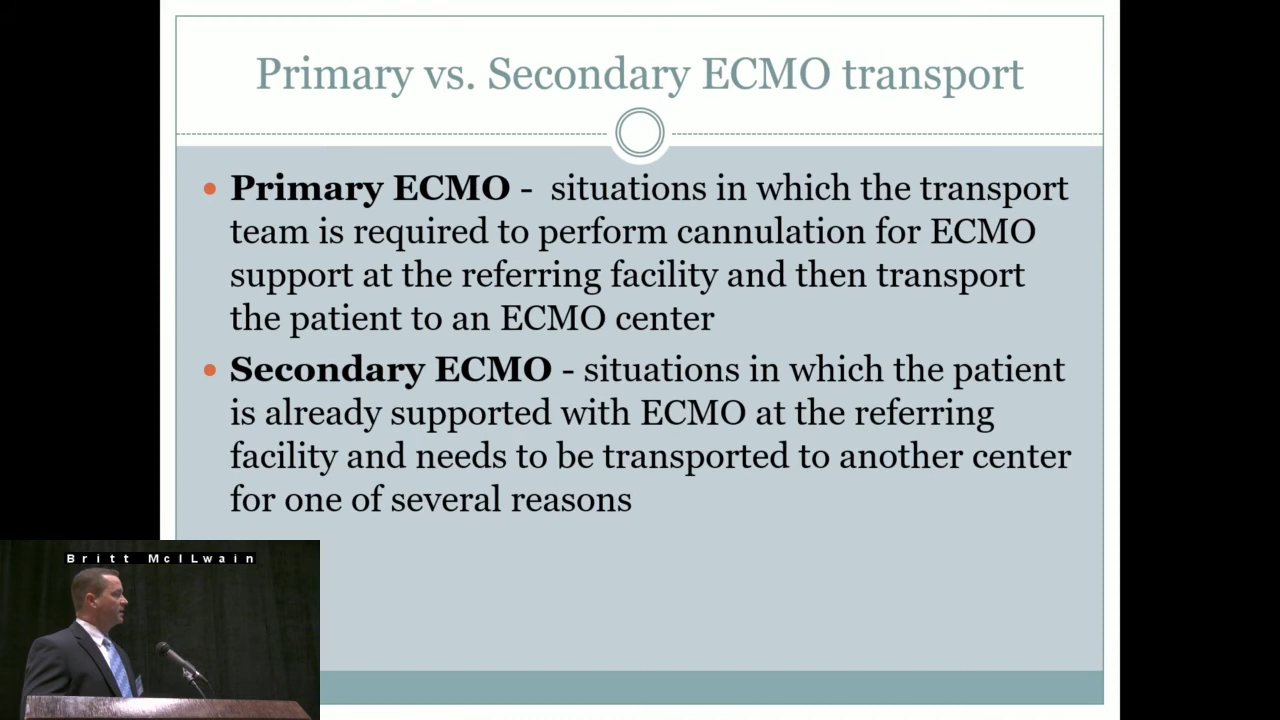 Primary vs. Secondary ECMO transport
• Primary ECMO - situations in which the transport
team is required to perform cannulation for ECMO
support at the referring facility and then transport
the patient to an ECMO center
• Secondary ECMO - situations in which the patient
is already supported with ECMO at the referring
facility and needs to be transported to another center
for one of several reasons
Britt McILwain